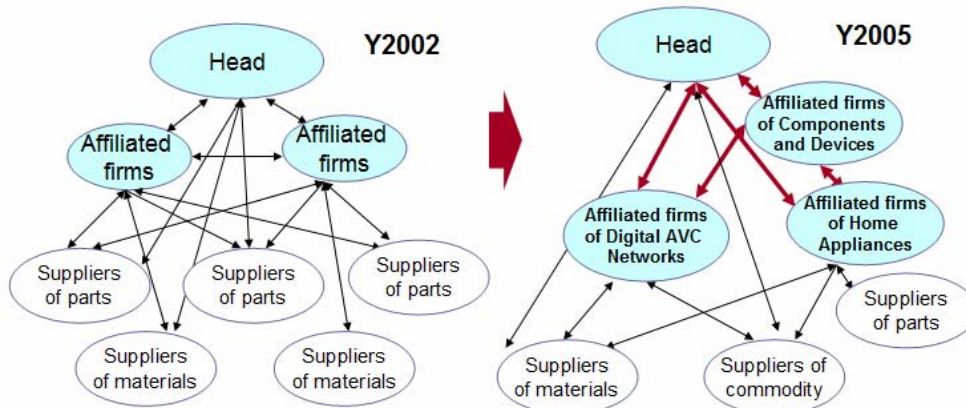 Y2002
Head
Affiliated
firms
Affiliated
firms
Suppliers
of parts
Suppliers
of parts
Suppliers
of parts
Suppliers
of materials
Suppliers
of materials
Y2005
Head
Affiliated firms
of Components
and Devices
Affiliated firms
of Digital AVC
Networks
Affiliated firms
of Home
Appliances
Suppliers
of parts
Suppliers
of materials
Suppliers of
commodity